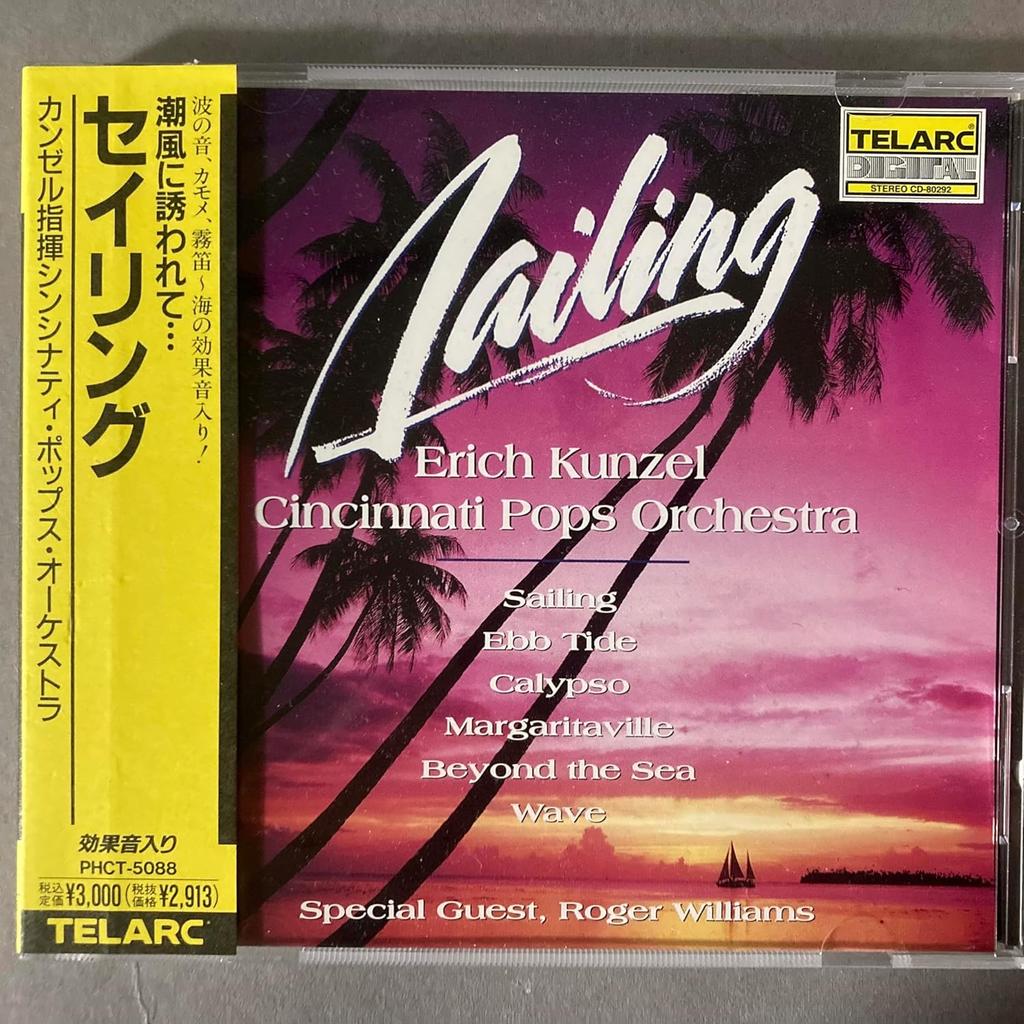 波の音、カモメ、霧笛～海の効果音入り！
潮風に誘われて…
セイリング
カンゼル指揮シンシナティ・ポップス・オーケストラ
効果音入り
PHCT-5088
税込定価¥3,000(税抜価格¥2,913)
TELARC
TELARC®
DIGITAL
STEREO CD-80292
Sailing
Erich Kunzel
Cincinnati Pops Orchestra
Sailing
Ebb Tide
Calypso
Margaritaville
Beyond the Sea
Wave
Special Guest, Roger Williams